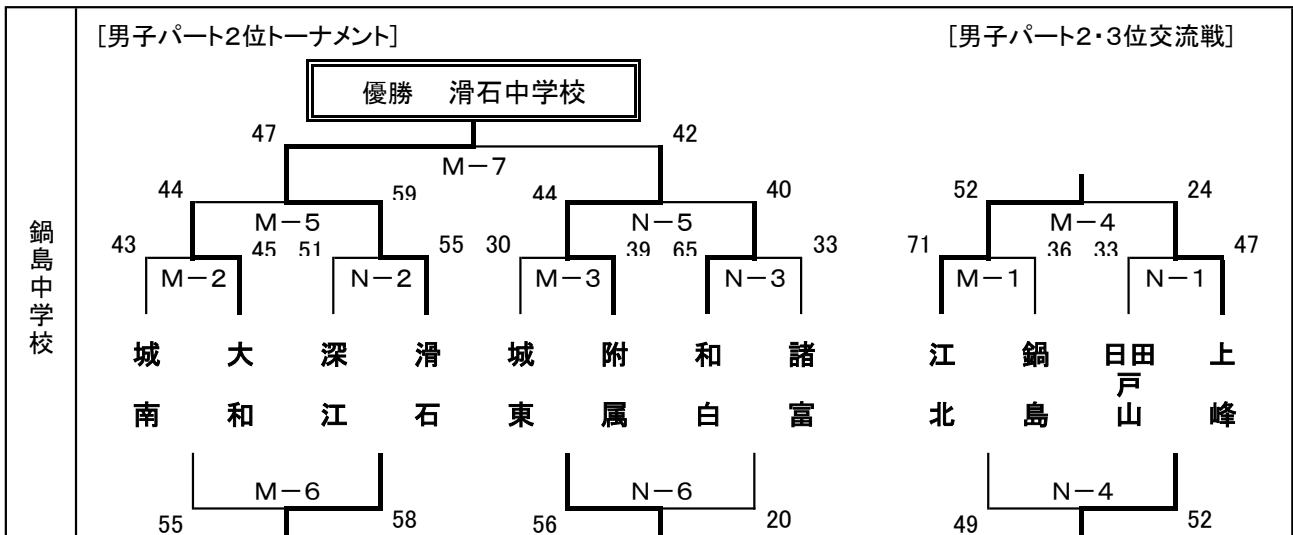 [男子パート2位トーナメント] [男子パート2・3位交流戦]
優勝 滑石中学校
47 42
M-7
44 59 44 40 52 24
M-5 N-5 M-4
43 45 51 55 30 39 65 33 71 36 33 47
M-2 N-2 M-3 N-3 M-1 N-1
鍋島中学校
城南 大和 深江 滑石 城東 附属 和白 諸富 江北 鍋島 日田戸山 上峰
M-6 N-6 N-4
55 58 56 20 49 52